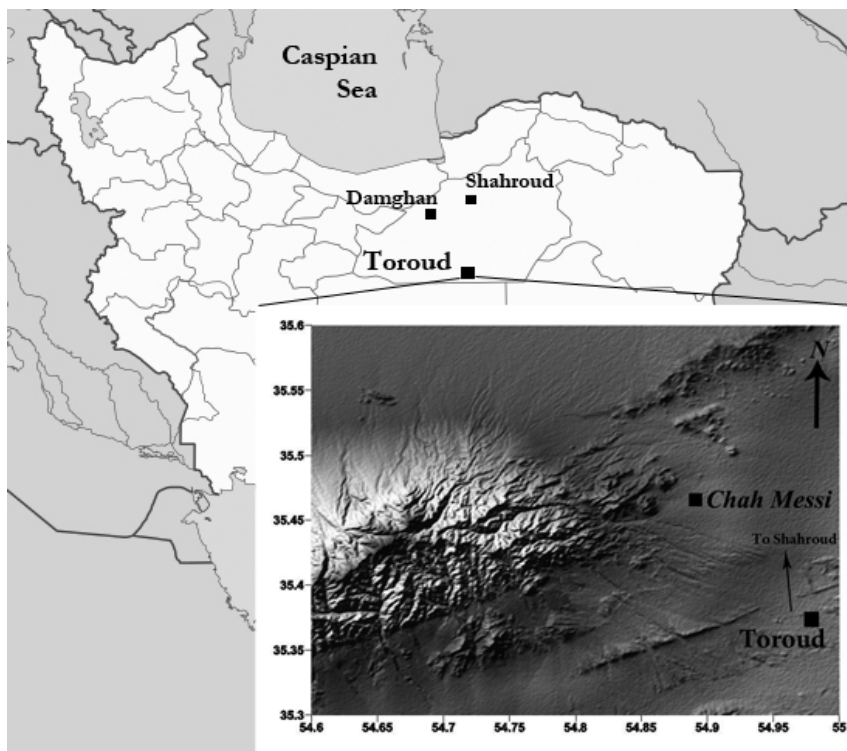 Caspian
Sea
Shahroud
Damghan
Toroud
35.6
N
35.55
35.5
Chah Messi
35.45
To Shahroud
35.4
Toroud
35.35
35.3
54.6 54.65 54.7 54.75 54.8 54.85 54.9 54.95 55